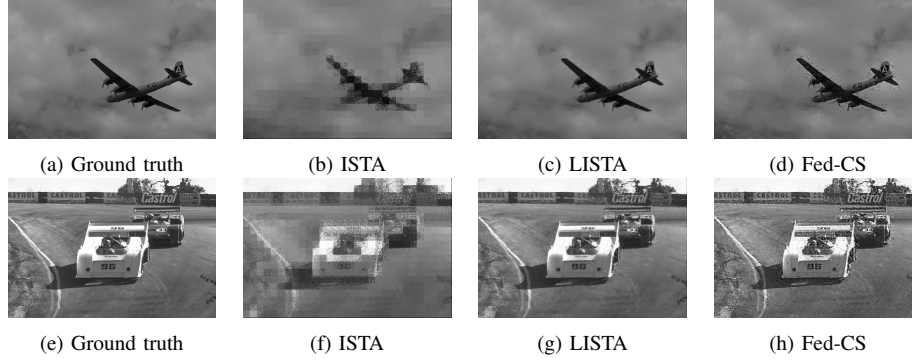 A
(a) Ground truth
(b) ISTA
(c) LISTA
(d) Fed-CS
CASTROL CASTROL
Castrol
96
(e) Ground truth
(f) ISTA
(g) LISTA
(h) Fed-CS